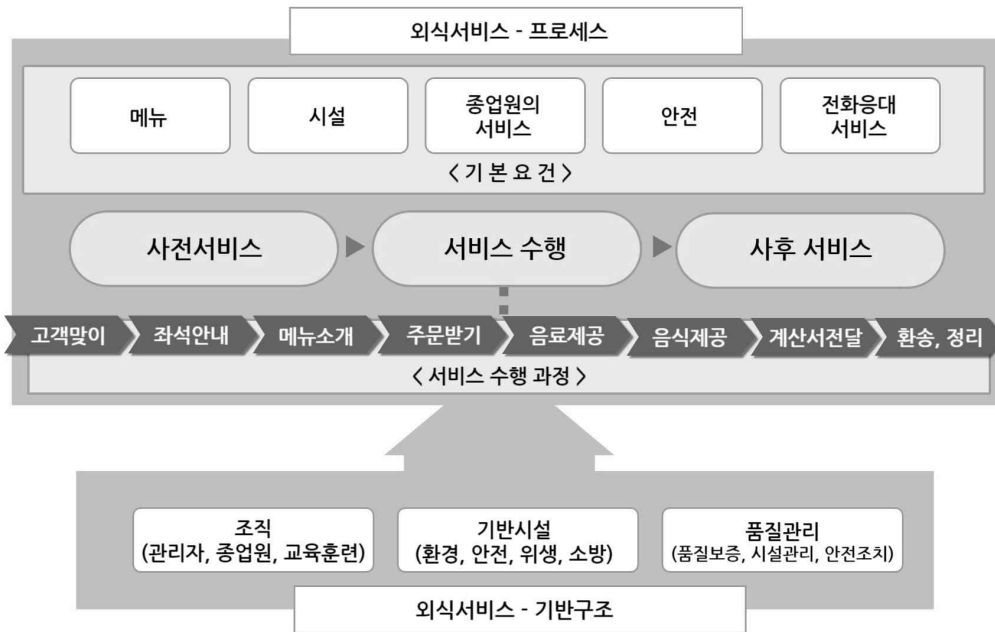 외식서비스 - 프로세스
메뉴
시설
종업원의
서비스
안전
전화응대
서비스
< 기 본 요 건 >
사전서비스
서비스 수행
사후 서비스
고객맞이
좌석안내
메뉴소개
주문받기
음료제공
음식제공
계산서전달
환송, 정리
< 서비스 수행 과정 >
조직
(관리자, 종업원, 교육훈련)
기반시설
(환경, 안전, 위생, 소방)
품질관리
(품질보증, 시설관리, 안전조치)
외식서비스 - 기반구조